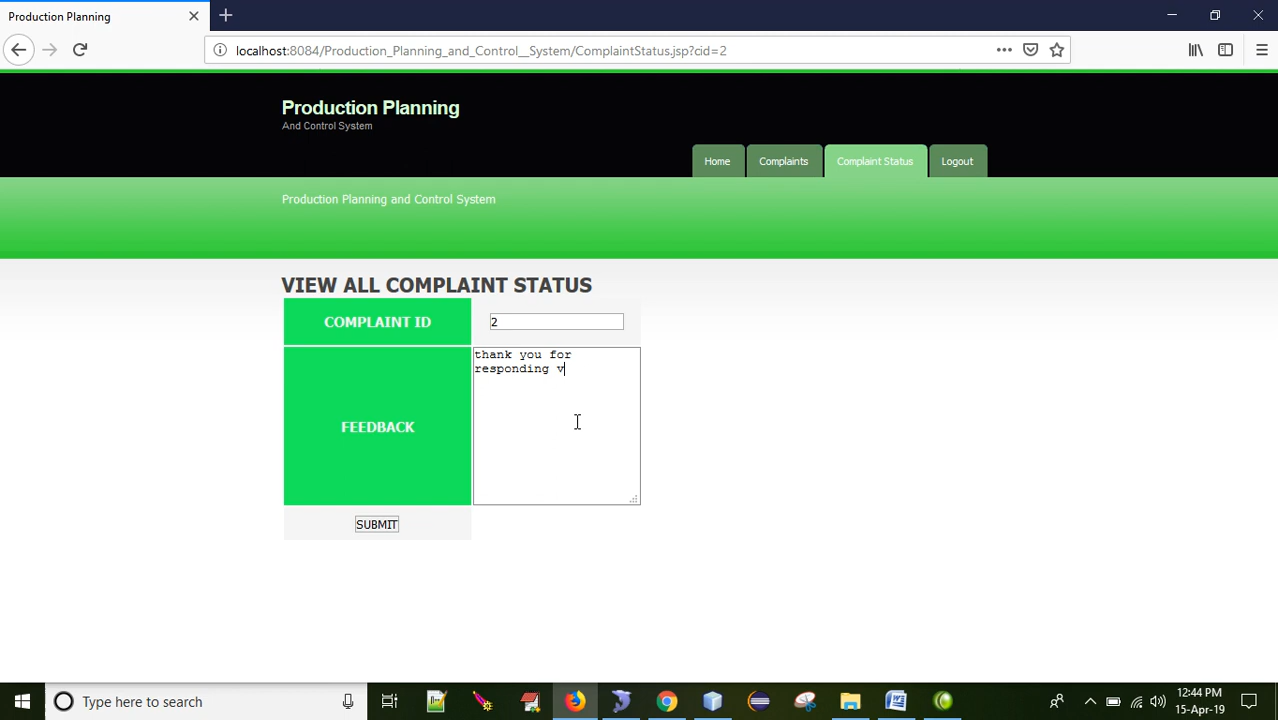 Production Planning
localhost:8084/Production_Planning_and_Control__System/ComplaintStatus.jsp?cid=2
Production Planning
And Control System
Home
Complaints
Complaint Status
Logout
Production Planning and Control System
VIEW ALL COMPLAINT STATUS
COMPLAINT ID
2
FEEDBACK
thank you for
responding v
SUBMIT
Type here to search
12:44 PM
15-Apr-19